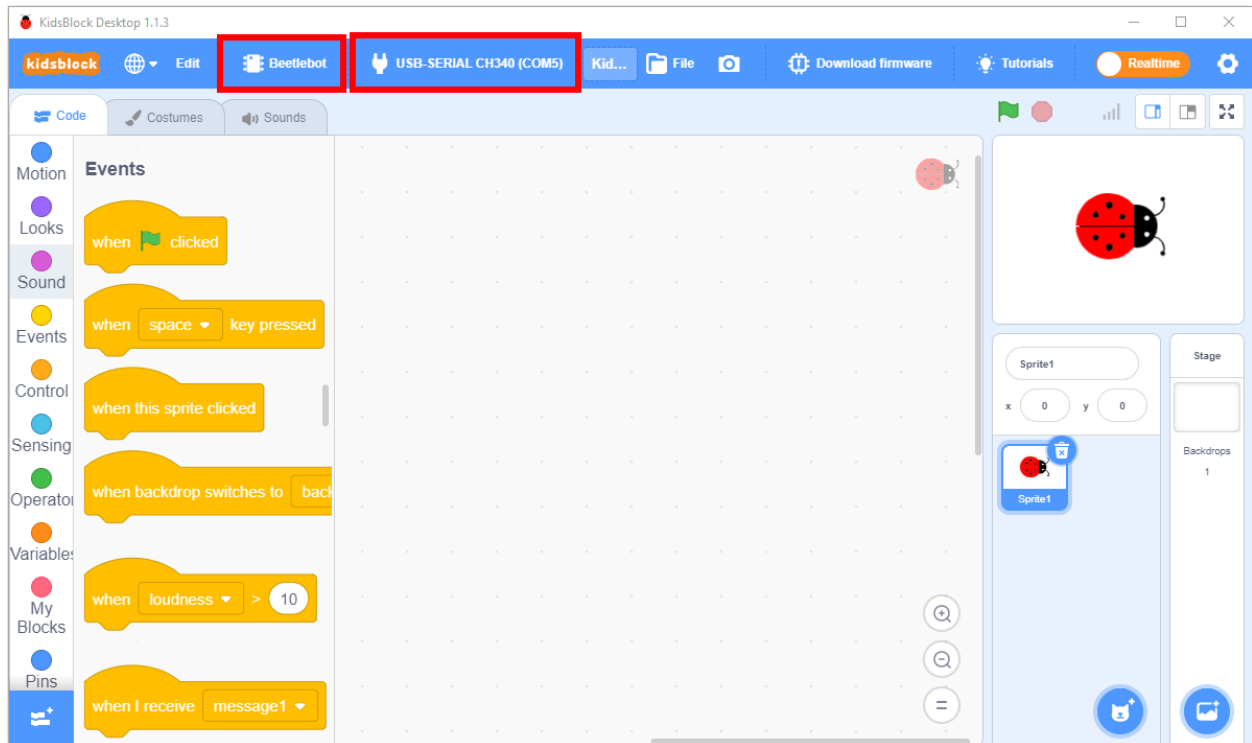 KidsBlock Desktop 1.1.3
kidsblock Edit Beetlebot USB-SERIAL CH340 (COM5) Kid... File Download firmware Tutorials Realtime
Code Costumes Sounds
Motion
Looks
Sound
Events
Control
Sensing
Operator
Variables
My
Blocks
Pins
Events
when clicked
when space key pressed
when this sprite clicked
when backdrop switches to back
when loudness > 10
when I receive message1
=
Sprite1
x 0 y 0
Sprite1
Stage
Backdrops
1